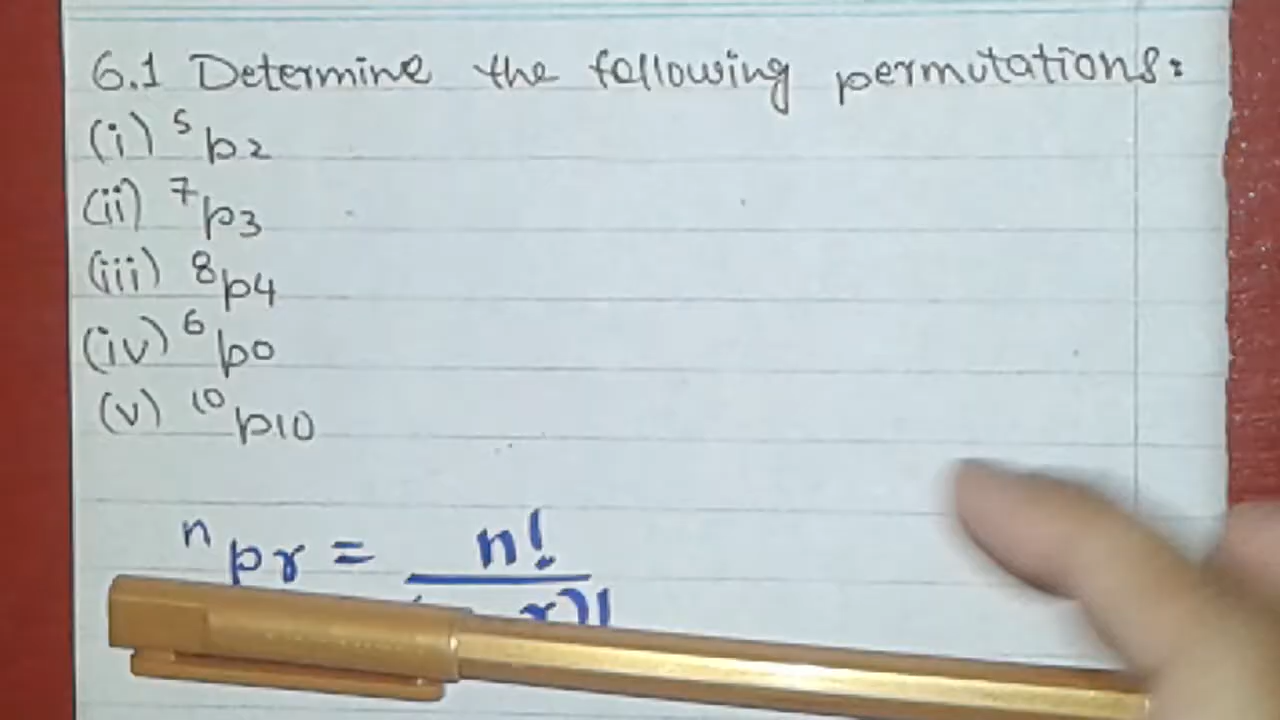 6.1 Determine the following permutations:
(i) ⁵p₂
(ii) ⁷p₃
(iii) ⁸p₄
(iv) ⁶p₀
(v) ¹⁰p₁₀
ⁿpᵣ = n!
r)!